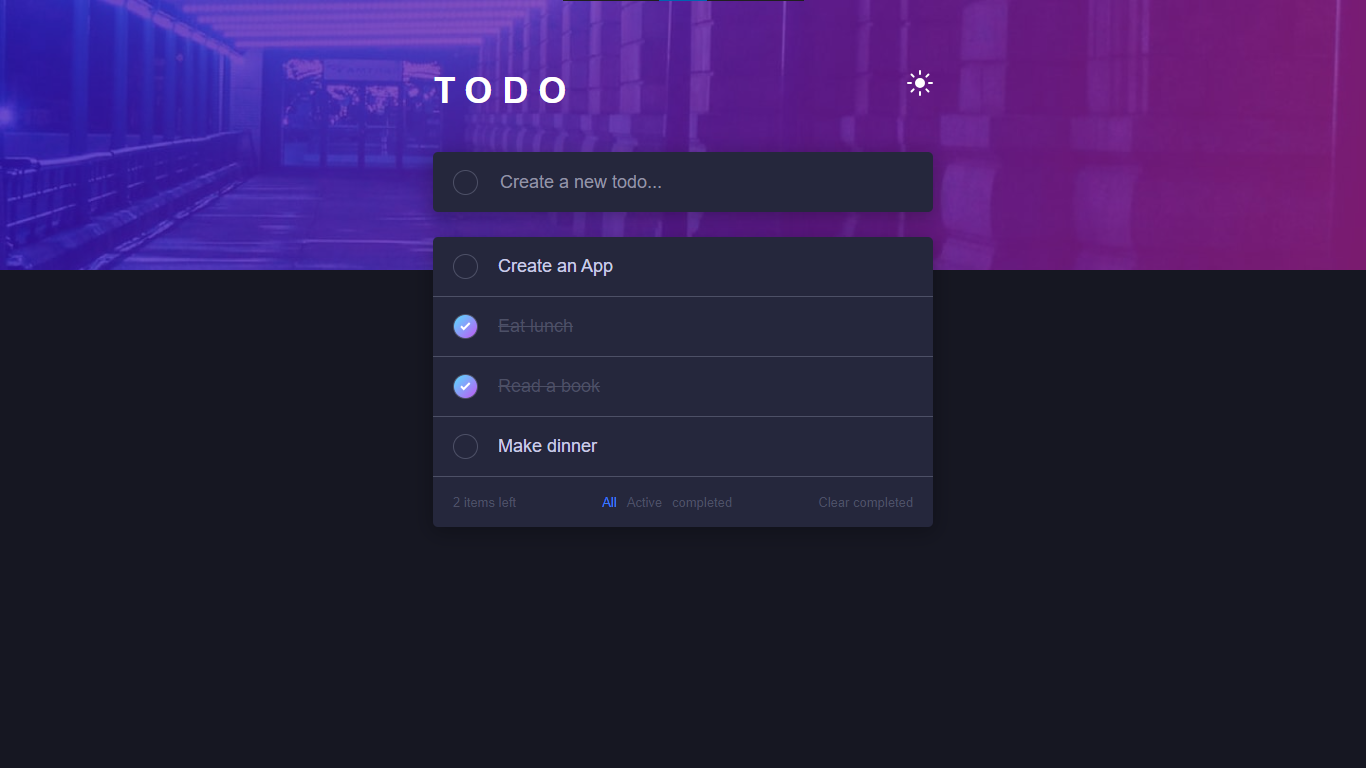 TODO
Create a new todo...
Create an App
Eat lunch
Read a book
Make dinner
2 items left All Active completed Clear completed